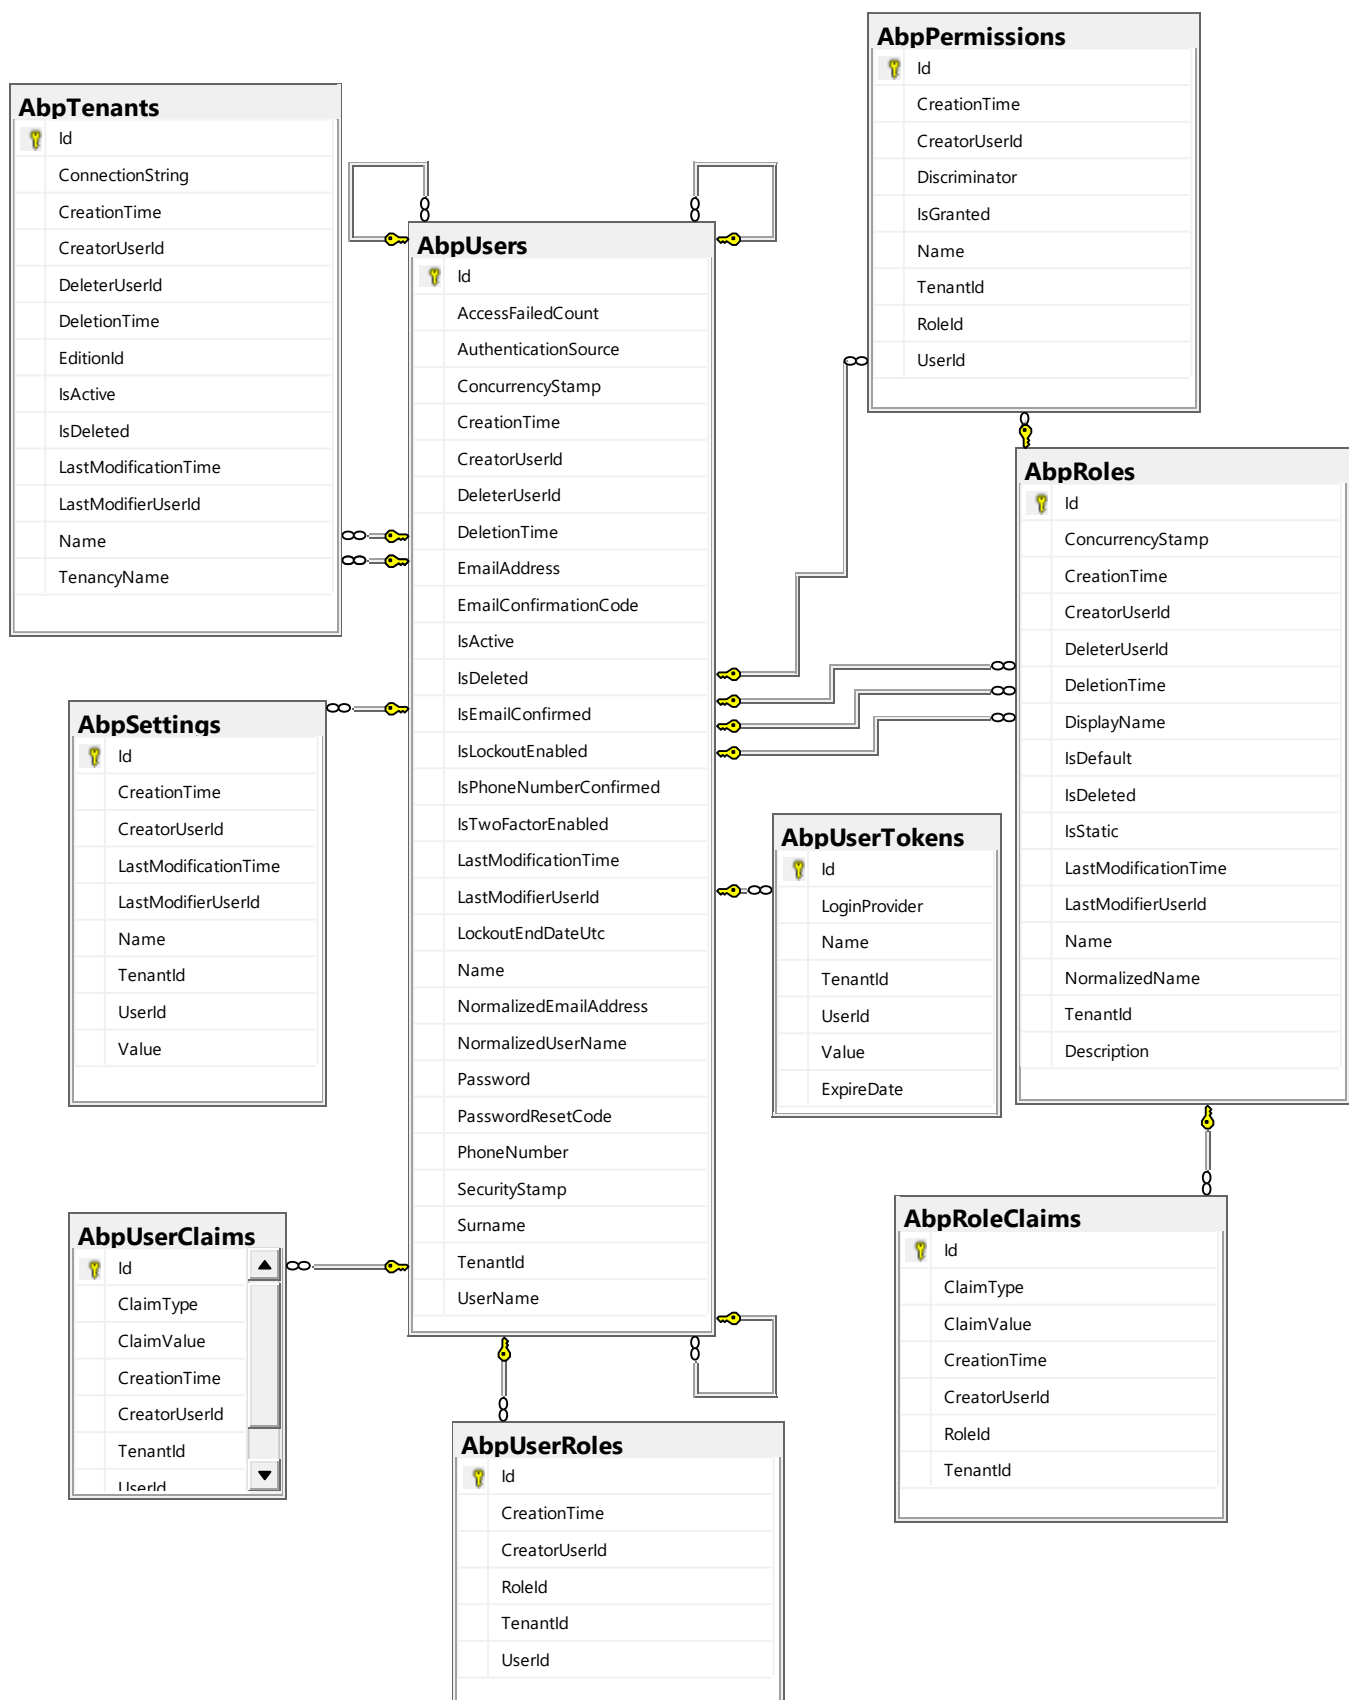 AbpTenants
Id
ConnectionString
CreationTime
CreatorUserId
DeleterUserId
DeletionTime
EditionId
IsActive
IsDeleted
LastModificationTime
LastModifierUserId
Name
TenancyName
AbpUsers
Id
AccessFailedCount
AuthenticationSource
ConcurrencyStamp
CreationTime
CreatorUserId
DeleterUserId
DeletionTime
EmailAddress
EmailConfirmationCode
IsActive
IsDeleted
IsEmailConfirmed
IsLockoutEnabled
IsPhoneNumberConfirmed
IsTwoFactorEnabled
LastModificationTime
LastModifierUserId
LockoutEndDateUtc
Name
NormalizedEmailAddress
NormalizedUserName
Password
PasswordResetCode
PhoneNumber
SecurityStamp
Surname
TenantId
UserName
AbpPermissions
Id
CreationTime
CreatorUserId
Discriminator
IsGranted
Name
TenantId
RoleId
UserId
AbpRoles
Id
ConcurrencyStamp
CreationTime
CreatorUserId
DeleterUserId
DeletionTime
DisplayName
IsDefault
IsDeleted
IsStatic
LastModificationTime
LastModifierUserId
Name
NormalizedName
TenantId
Description
AbpSettings
Id
CreationTime
CreatorUserId
LastModificationTime
LastModifierUserId
Name
TenantId
UserId
Value
AbpUserTokens
Id
LoginProvider
Name
TenantId
UserId
Value
ExpireDate
AbpUserClaims
Id
ClaimType
ClaimValue
CreationTime
CreatorUserId
TenantId
UserId
AbpRoleClaims
Id
ClaimType
ClaimValue
CreationTime
CreatorUserId
RoleId
TenantId
AbpUserRoles
Id
CreationTime
CreatorUserId
RoleId
TenantId
UserId